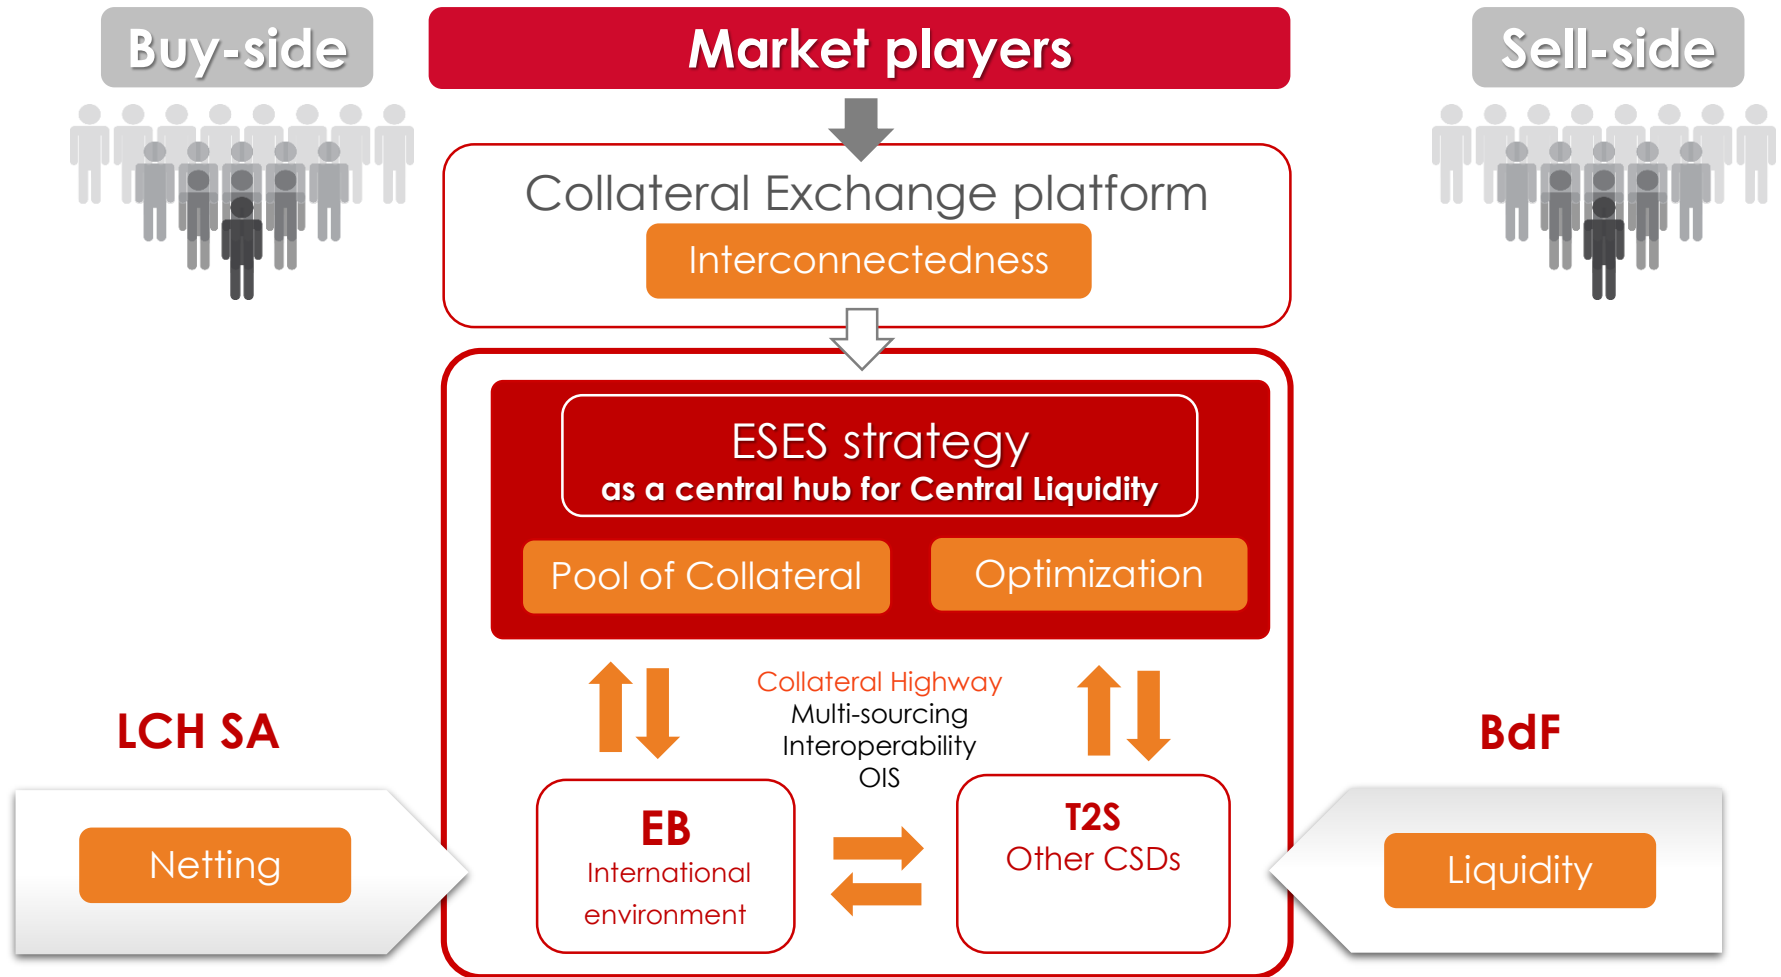 Buy-side
Market players
Sell-side
Collateral Exchange platform
Interconnectedness
ESES strategy
as a central hub for Central Liquidity
Pool of Collateral
Optimization
Collateral Highway
Multi-sourcing
Interoperability
OIS
LCH SA
Netting
EB
International
environment
T2S
Other CSDs
BdF
Liquidity